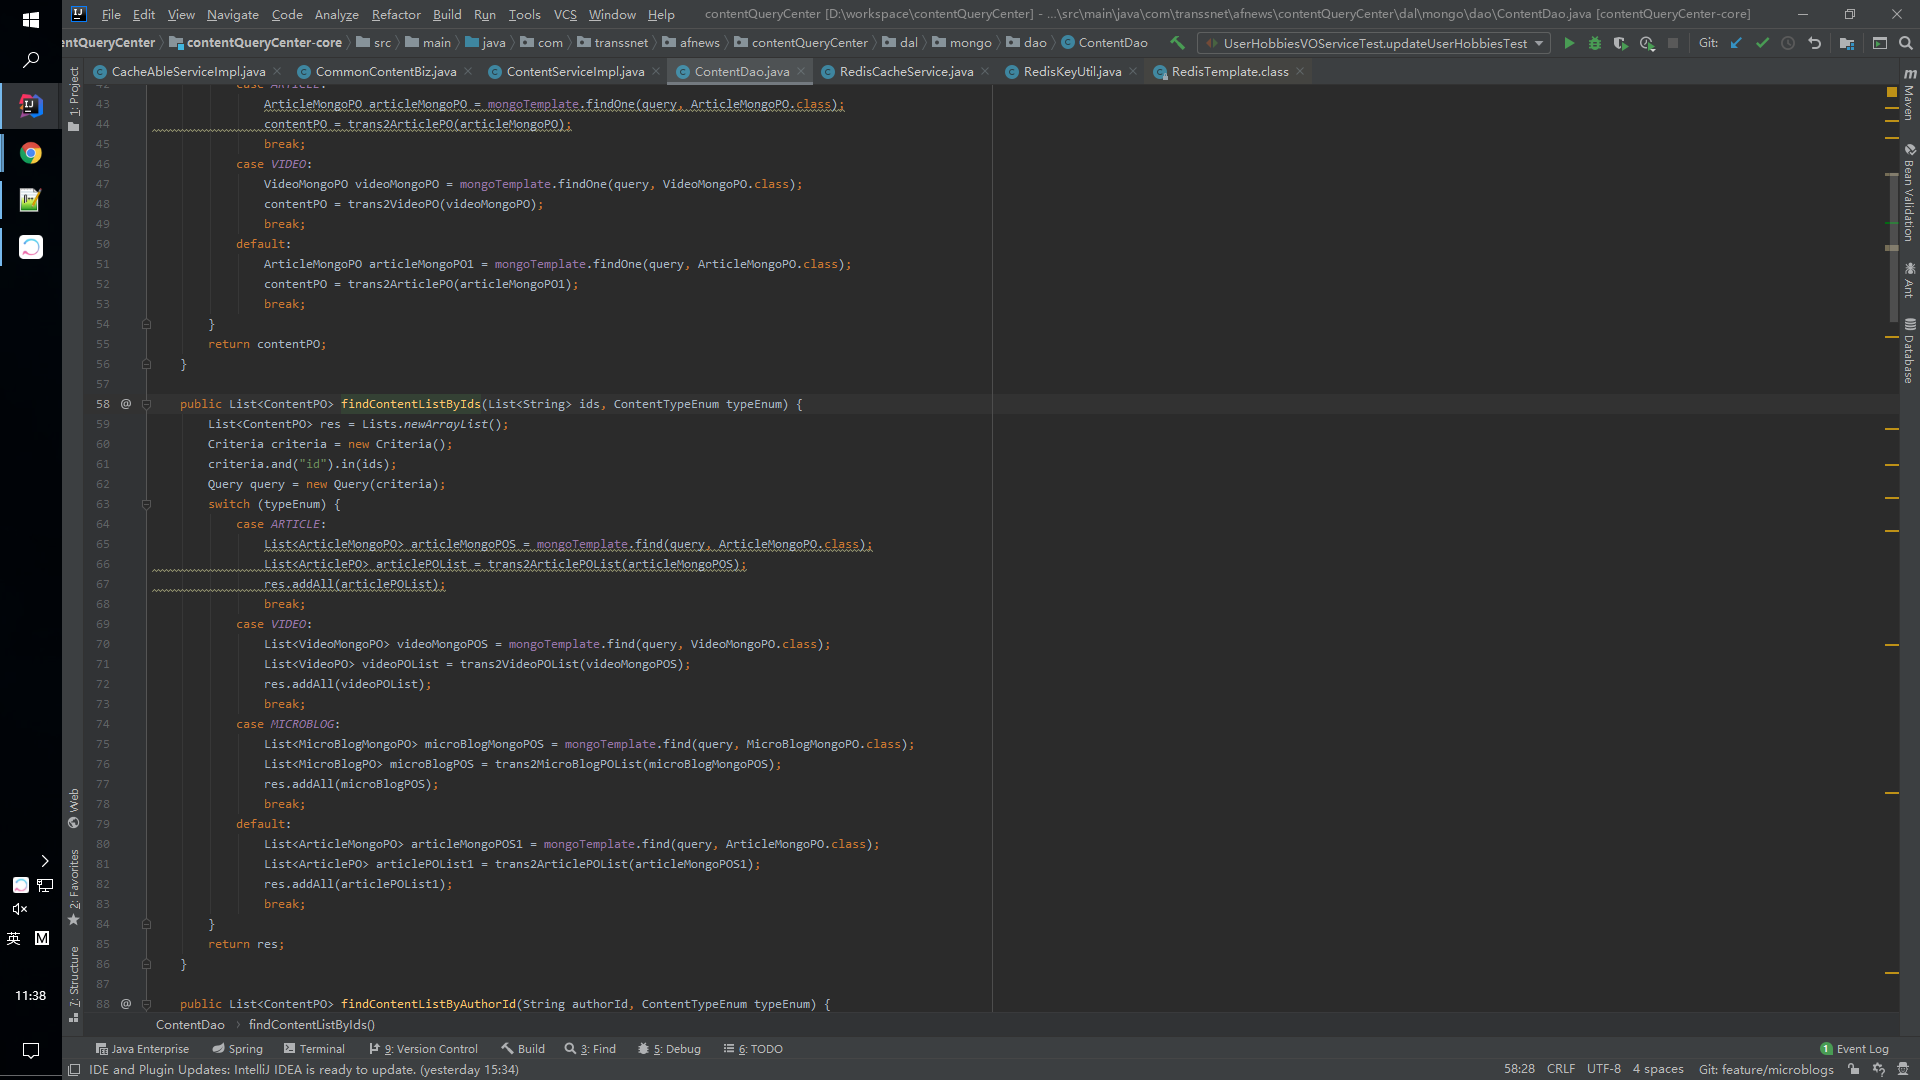 File Edit View Navigate Code Analyze Refactor Build Run Tools VCS Window Help contentQueryCenter [D:\workspace\contentQueryCenter] - ...\src\main\java\com\transsnet\afnews\contentQueryCenter\dal\mongo\dao\ContentDao.java [contentQueryCenter-core]
entQueryCenter contentQueryCenter-core src main java com transsnet afnews contentQueryCenter dal mongo dao ContentDao UserHobbiesVOServiceTest.updateUserHobbiesTest Git:
CacheAbleServiceImpl.java CommonContentBiz.java ContentServiceImpl.java ContentDao.java RedisCacheService.java RedisKeyUtil.java RedisTemplate.class
42 case ARTICLE:
43 ArticleMongoPO articleMongoPO = mongoTemplate.findOne(query, ArticleMongoPO.class);
44 contentPO = trans2ArticlePO(articleMongoPO);
45 break;
46 case VIDEO:
47 VideoMongoPO videoMongoPO = mongoTemplate.findOne(query, VideoMongoPO.class);
48 contentPO = trans2VideoPO(videoMongoPO);
49 break;
50 default:
51 ArticleMongoPO articleMongoPO1 = mongoTemplate.findOne(query, ArticleMongoPO.class);
52 contentPO = trans2ArticlePO(articleMongoPO1);
53 break;
54 }
55 return contentPO;
56 }
57
58 @ public List<ContentPO> findContentListByIds(List<String> ids, ContentTypeEnum typeEnum) {
59 List<ContentPO> res = Lists.newArrayList();
60 Criteria criteria = new Criteria();
61 criteria.and("id").in(ids);
62 Query query = new Query(criteria);
63 switch (typeEnum) {
64 case ARTICLE:
65 List<ArticleMongoPO> articleMongoPOS = mongoTemplate.find(query, ArticleMongoPO.class);
66 List<ArticlePO> articlePOList = trans2ArticlePOList(articleMongoPOS);
67 res.addAll(articlePOList);
68 break;
69 case VIDEO:
70 List<VideoMongoPO> videoMongoPOS = mongoTemplate.find(query, VideoMongoPO.class);
71 List<VideoPO> videoPOList = trans2VideoPOList(videoMongoPOS);
72 res.addAll(videoPOList);
73 break;
74 case MICROBLOG:
75 List<MicroBlogMongoPO> microBlogMongoPOS = mongoTemplate.find(query, MicroBlogMongoPO.class);
76 List<MicroBlogPO> microBlogPOS = trans2MicroBlogPOList(microBlogMongoPOS);
77 res.addAll(microBlogPOS);
78 break;
79 default:
80 List<ArticleMongoPO> articleMongoPOS1 = mongoTemplate.find(query, ArticleMongoPO.class);
81 List<ArticlePO> articlePOList1 = trans2ArticlePOList(articleMongoPOS1);
82 res.addAll(articlePOList1);
83 break;
84 }
85 return res;
86 }
87
88 @ public List<ContentPO> findContentListByAuthorId(String authorId, ContentTypeEnum typeEnum) {
ContentDao findContentListByIds()
Java Enterprise Spring Terminal 9: Version Control Build 3: Find 5: Debug 6: TODO 1 Event Log
IDE and Plugin Updates: IntelliJ IDEA is ready to update. (yesterday 15:34) 58:28 CRLF UTF-8 4 spaces Git: feature/microblogs
1: Project
Web
2: Favorites
7: Structure
m Maven
Bean Validation
Ant
Database
英 M
11:38